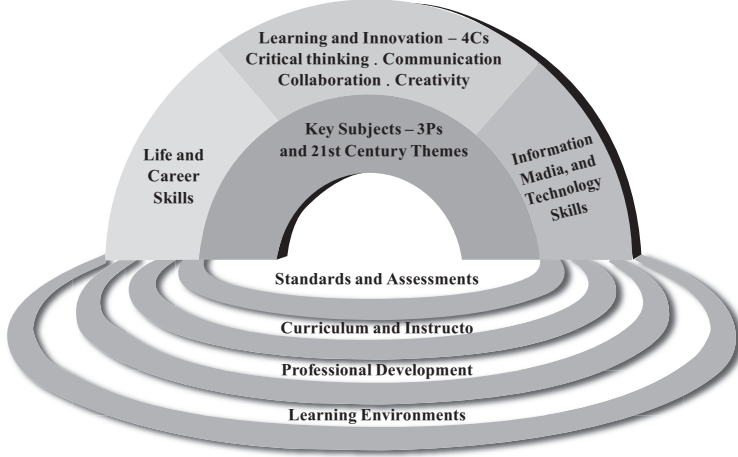 Learning and Innovation – 4Cs
Critical thinking . Communication
Collaboration . Creativity
Key Subjects – 3Ps
and 21st Century Themes
Life and
Career
Skills
Information
Madia, and
Technology
Skills
Standards and Assessments
Curriculum and Instructo
Professional Development
Learning Environments